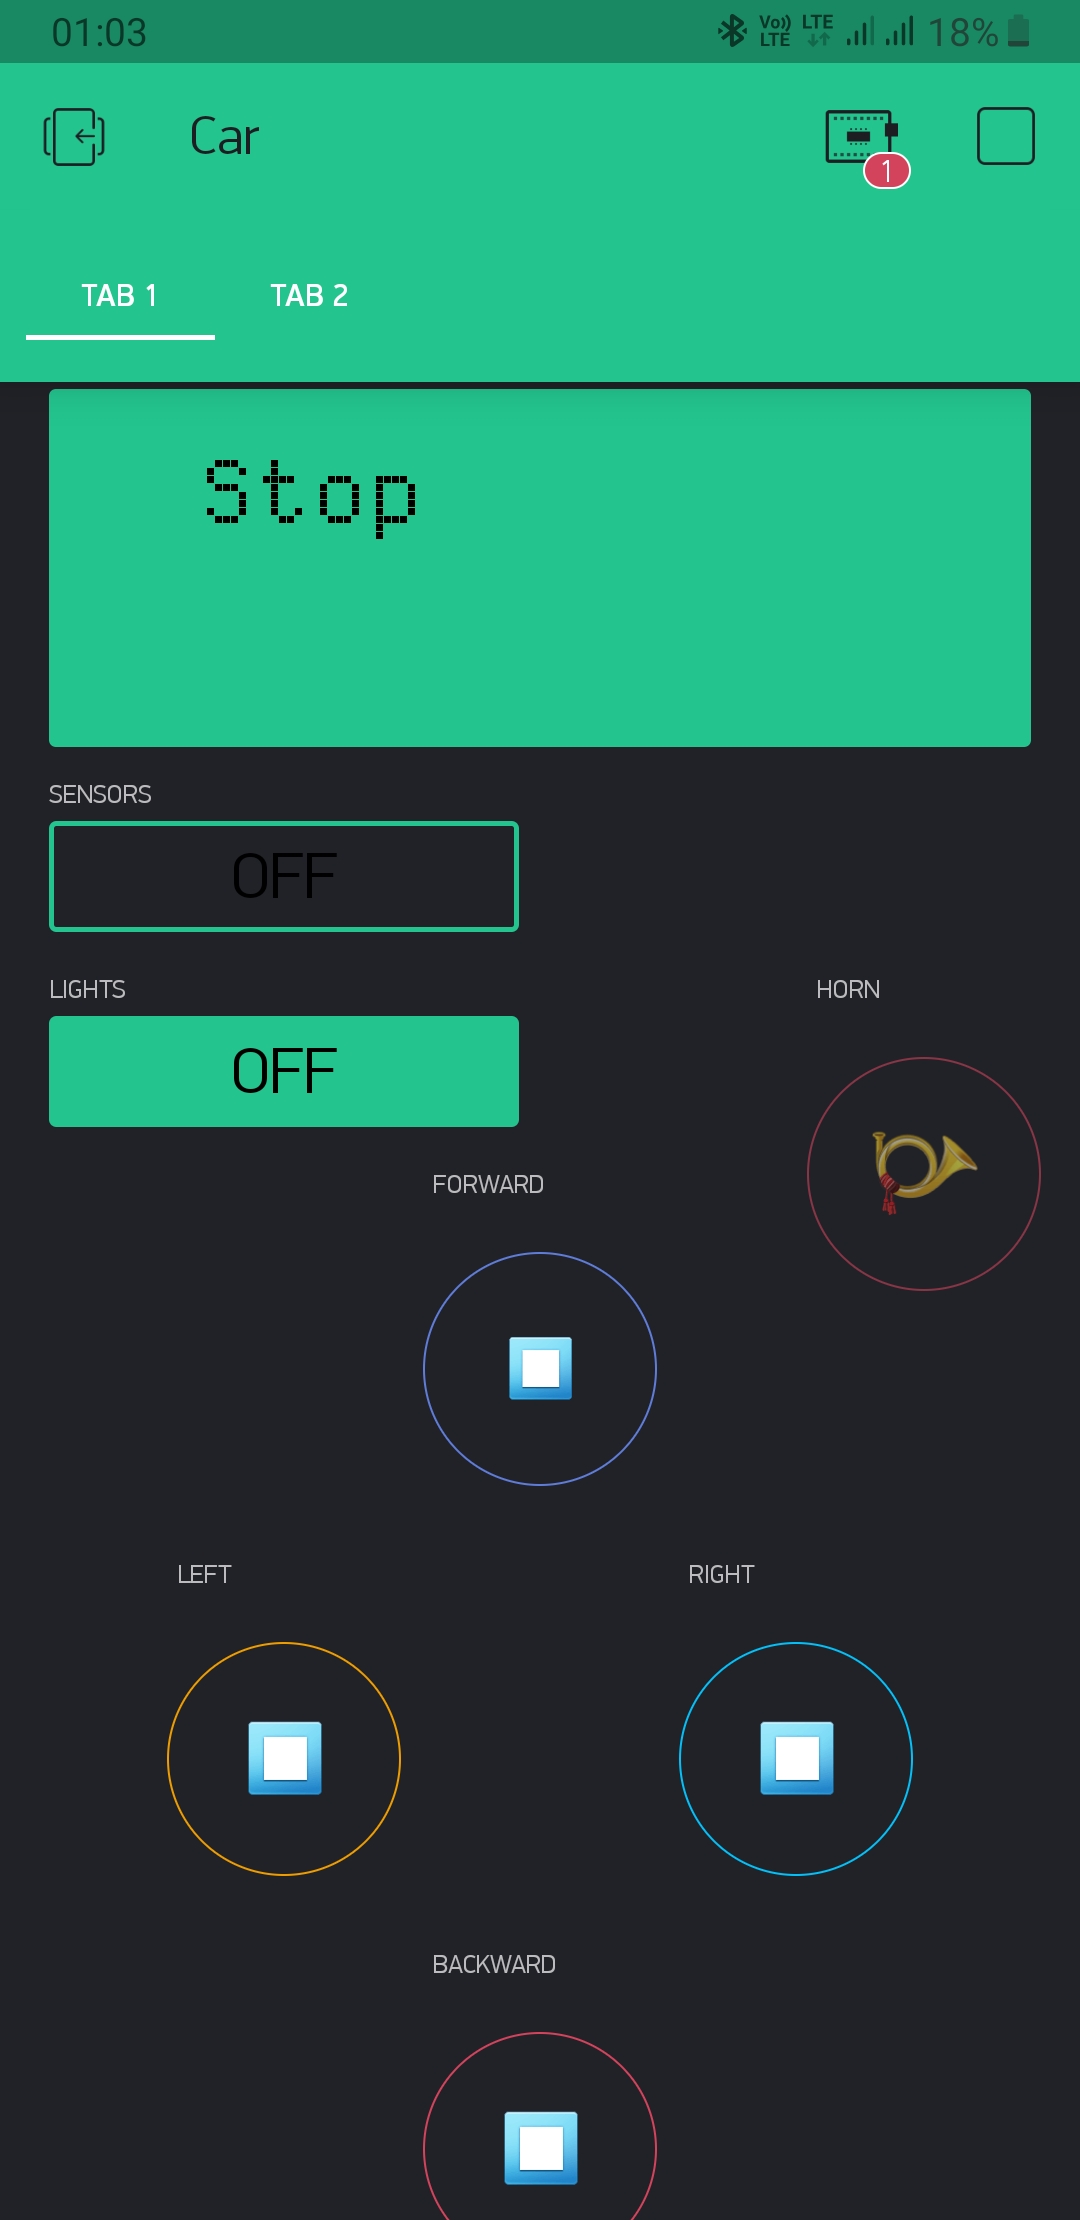 01:03 Vo)) LTE LTE 18%
Car
1
TAB 1 TAB 2
Stop
SENSORS
OFF
LIGHTS HORN
OFF
FORWARD
LEFT RIGHT
BACKWARD